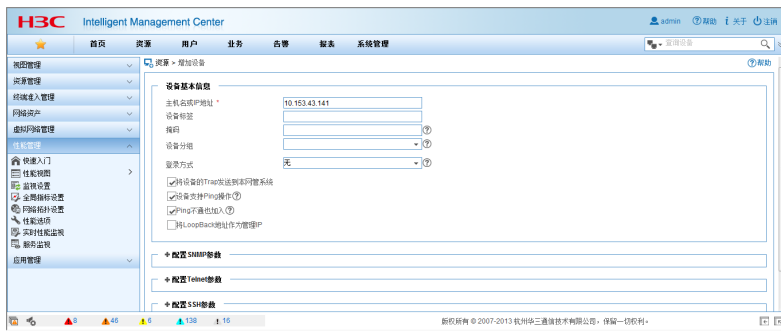 H3C Intelligent Management Center
admin 帮助 i 关于 注销
首页 资源 用户 业务 告警 报表 系统管理
查询设备
视图管理
资源管理
终端准入管理
网络资产
虚拟网络管理
性能管理
快速入门
性能视图
监视设置
全局指标设置
网络拓扑设置
性能选项
实时性能监视
服务监视
应用管理
资源 > 增加设备
帮助
设备基本信息
主机名或IP地址 * 10.153.43.141
设备标签
掩码
设备分组
登录方式 无
将设备的Trap发送到本网管系统
设备支持Ping操作
Ping不通也加入
将LoopBack地址作为管理IP
+ 配置SNMP参数
+ 配置Telnet参数
+ 配置SSH参数
8 46 6 138 16
版权所有 © 2007-2013 杭州华三通信技术有限公司，保留一切权利。